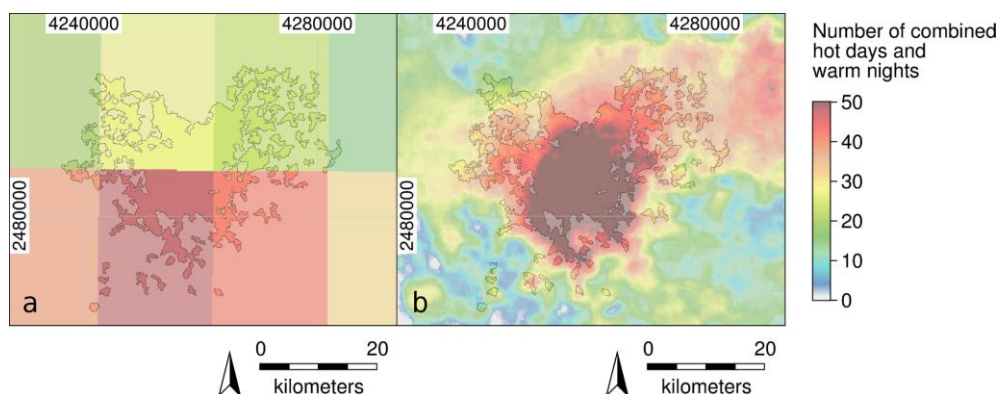 4240000
4280000
2480000
a
4240000
4280000
2480000
b
Number of combined
hot days and
warm nights
50
40
30
20
10
0
0 20
kilometers
0 20
kilometers